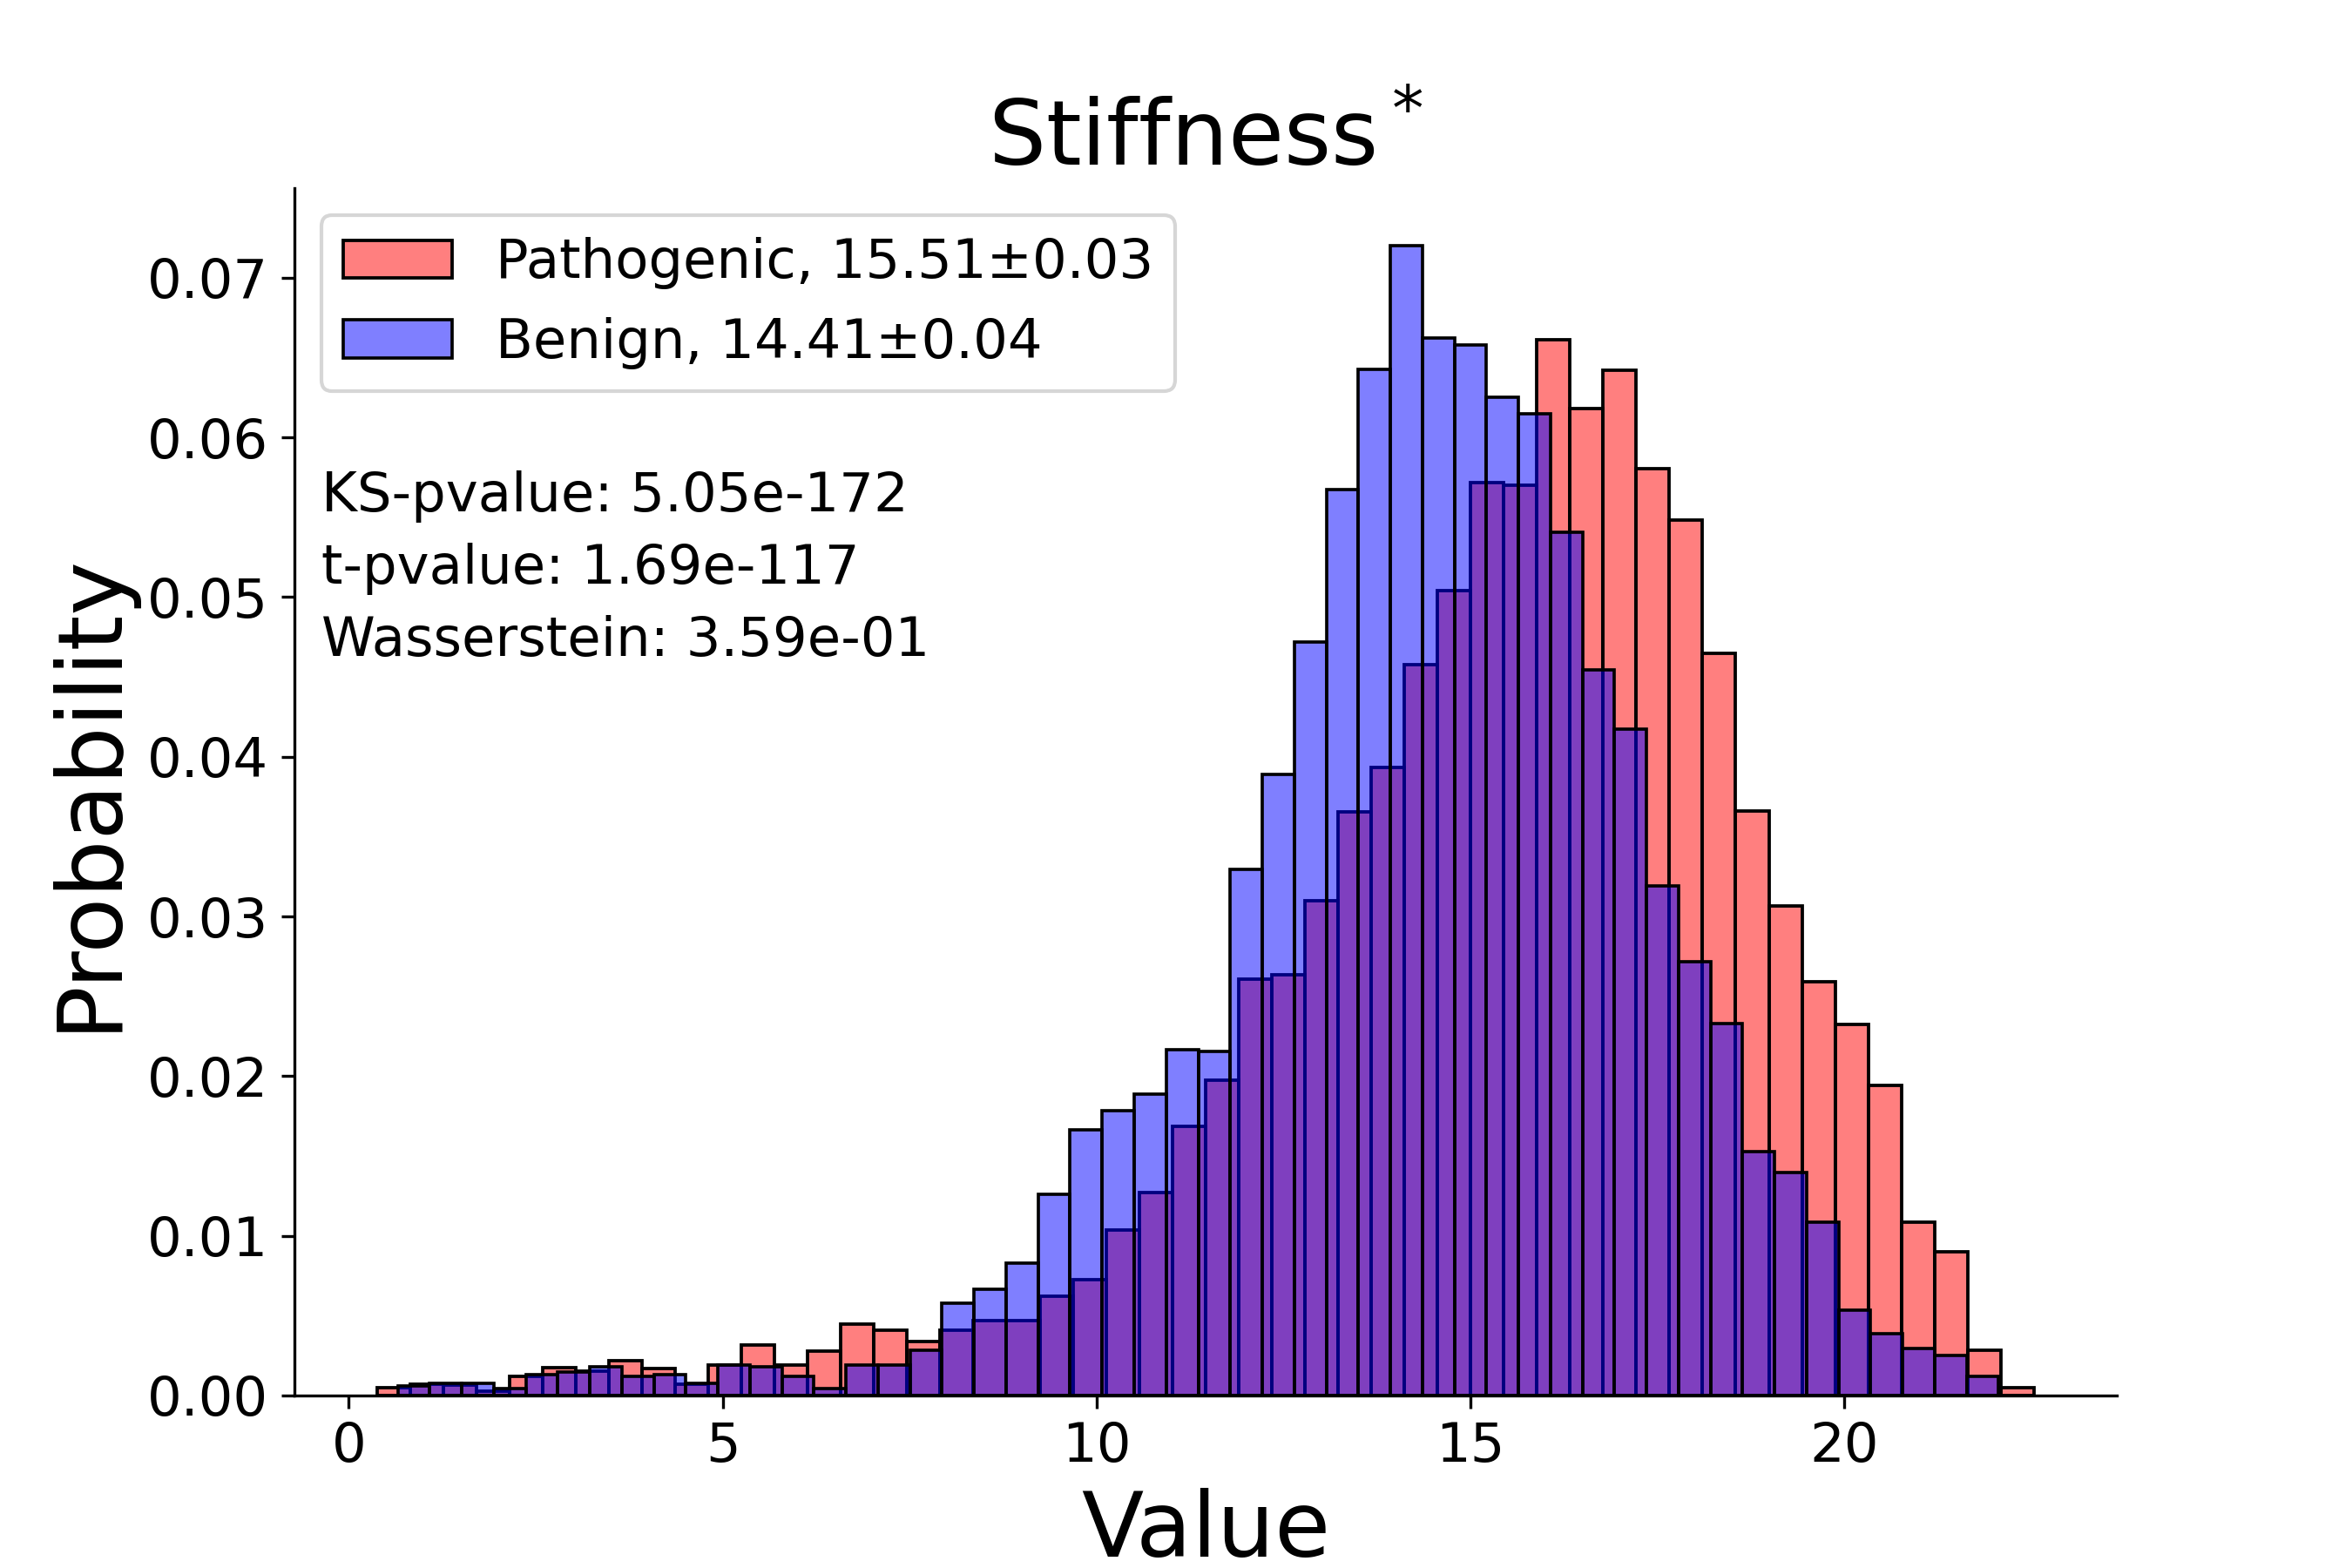 Stiffness*
Pathogenic, 15.51±0.03
Benign, 14.41±0.04
KS-pvalue: 5.05e-172
t-pvalue: 1.69e-117
Wasserstein: 3.59e-01
Probability
0.07
0.06
0.05
0.04
0.03
0.02
0.01
0.00
0 5 10 15 20
Value